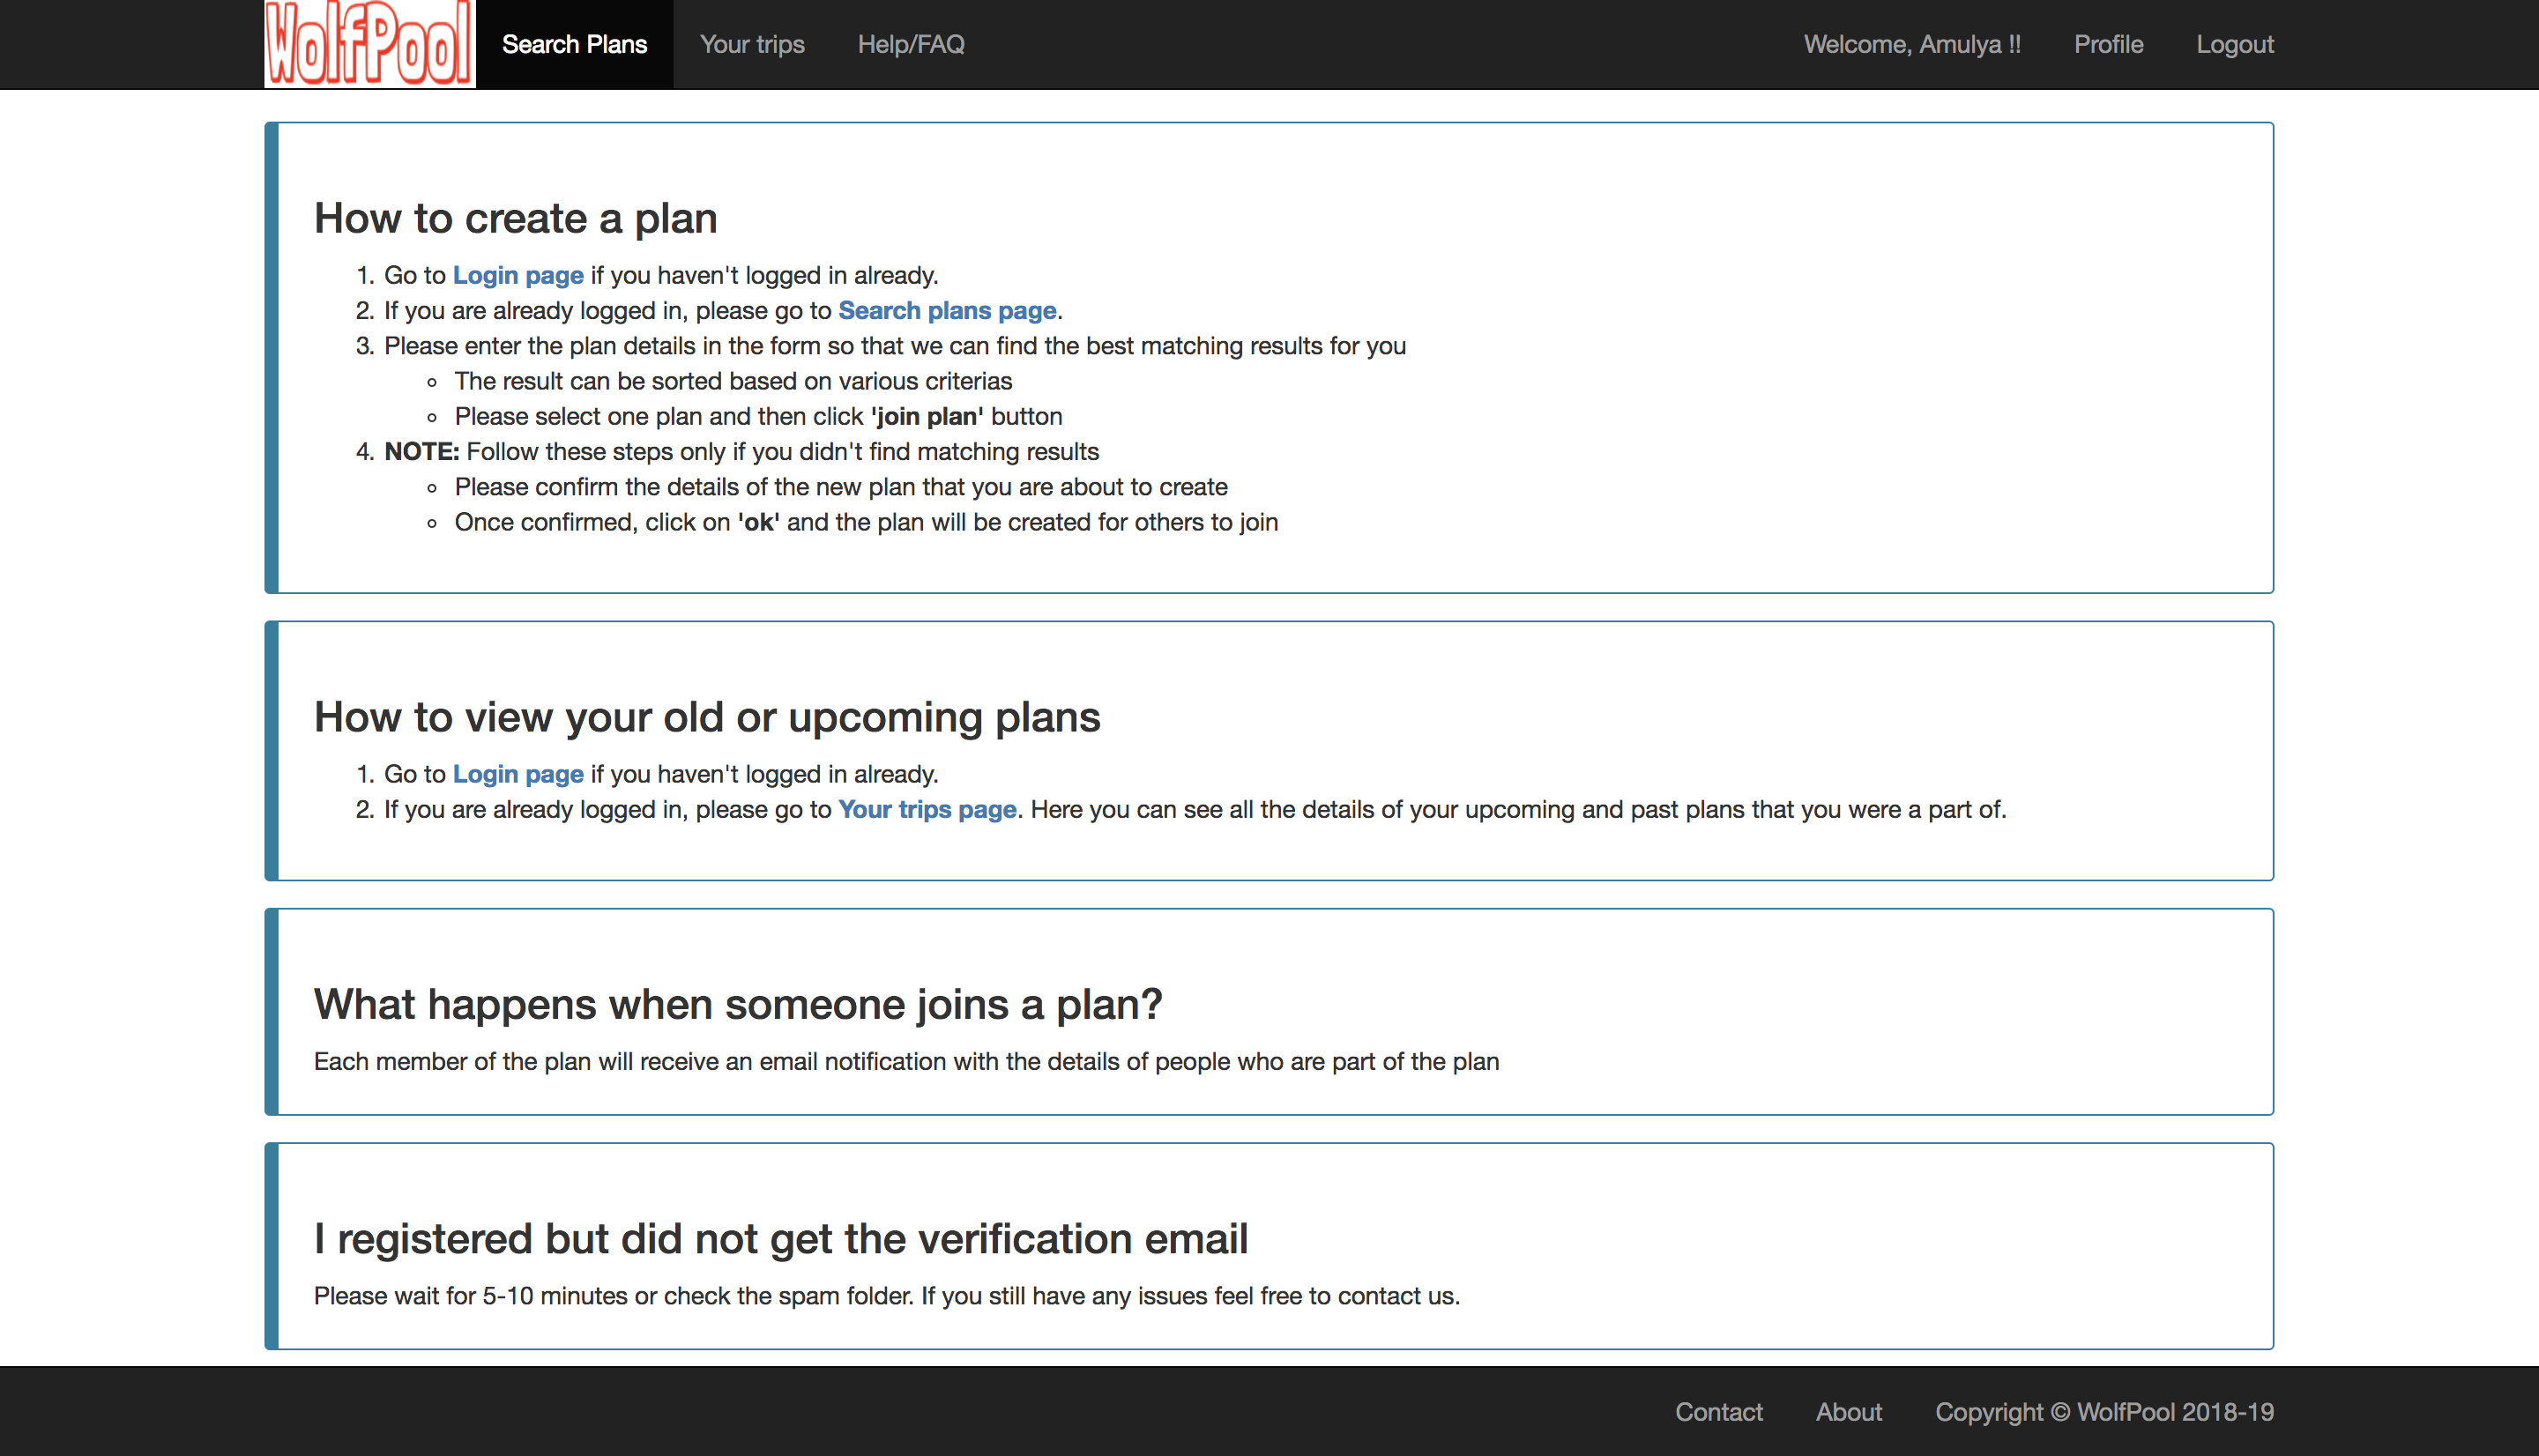 WolfPool Search Plans Your trips Help/FAQ Welcome, Amulya !! Profile Logout
How to create a plan
1. Go to Login page if you haven't logged in already.
2. If you are already logged in, please go to Search plans page.
3. Please enter the plan details in the form so that we can find the best matching results for you
The result can be sorted based on various criterias
Please select one plan and then click 'join plan' button
4. NOTE: Follow these steps only if you didn't find matching results
Please confirm the details of the new plan that you are about to create
Once confirmed, click on 'ok' and the plan will be created for others to join
How to view your old or upcoming plans
1. Go to Login page if you haven't logged in already.
2. If you are already logged in, please go to Your trips page. Here you can see all the details of your upcoming and past plans that you were a part of.
What happens when someone joins a plan?
Each member of the plan will receive an email notification with the details of people who are part of the plan
I registered but did not get the verification email
Please wait for 5-10 minutes or check the spam folder. If you still have any issues feel free to contact us.
Contact About Copyright © WolfPool 2018-19